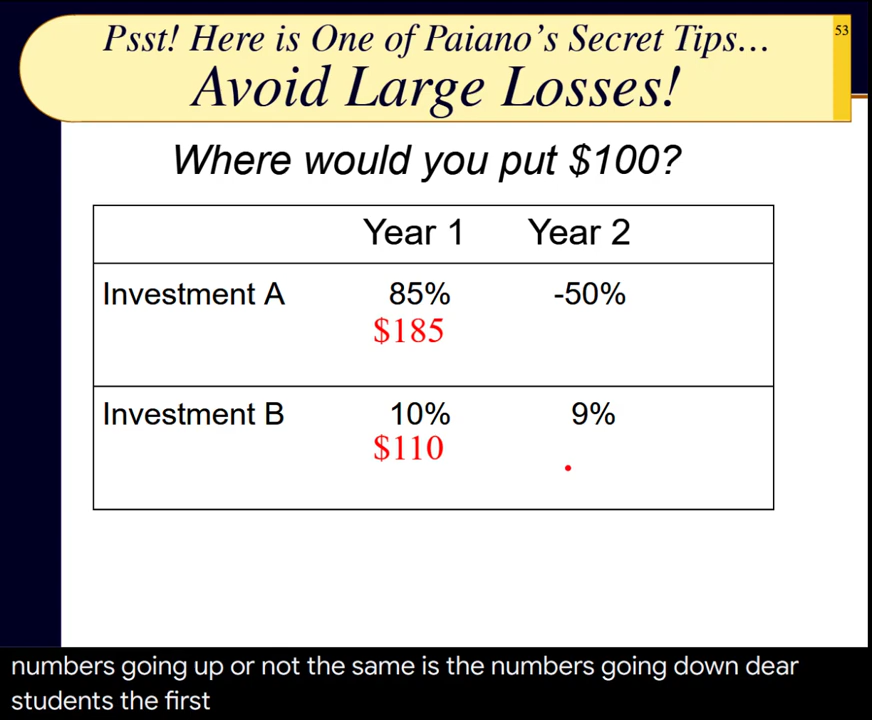 Psst! Here is One of Paiano's Secret Tips…
53
Avoid Large Losses!
Where would you put $100?
Year 1 Year 2
Investment A 85% -50%
$185
Investment B 10% 9%
$110
numbers going up or not the same is the numbers going down dear
students the first